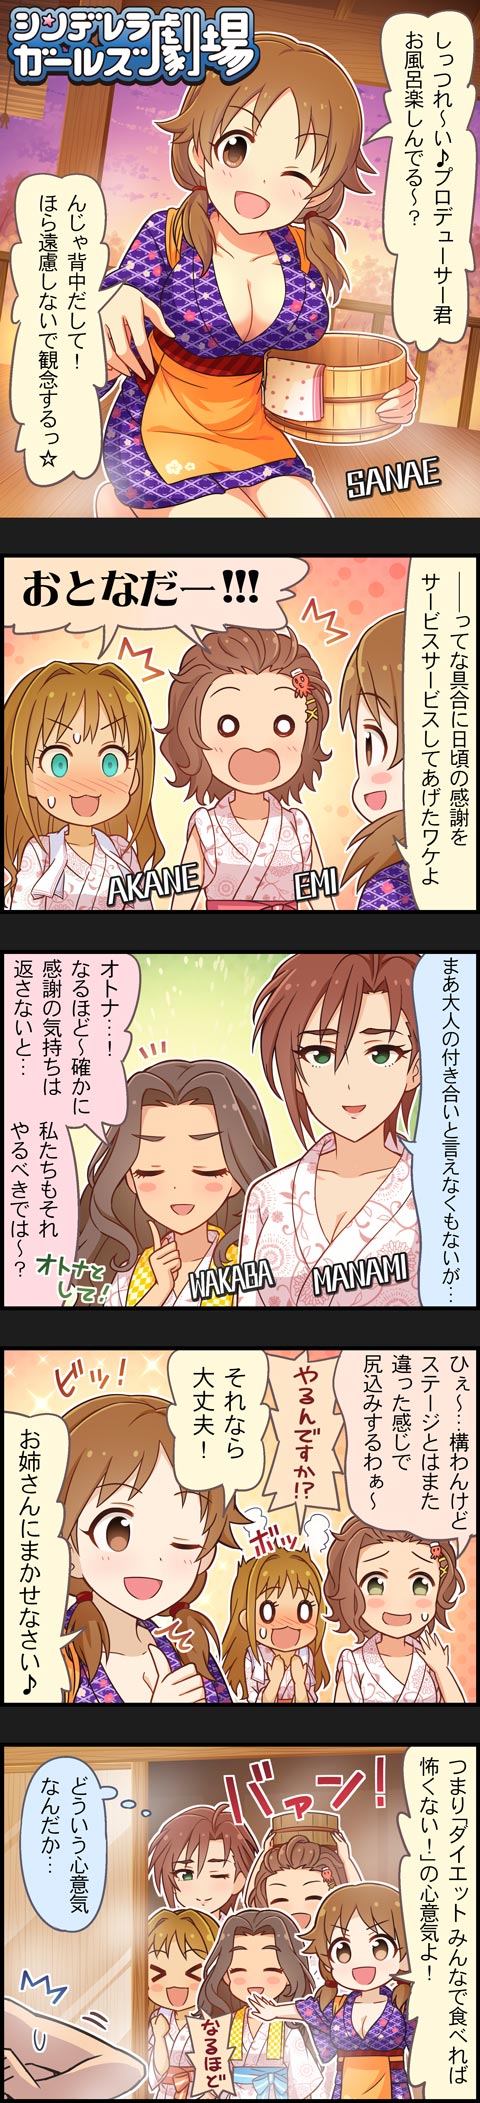 シンデレラ
ガールズ劇場
しっつれ〜い♪プロデューサー君
お風呂楽しんでる〜?
んじゃ背中だして!
ほら遠慮しないで観念するっ☆
SANAE
――ってな具合に日頃の感謝を
サービスサービスしてあげたワケよ
おとなだー!!!
EMI
AKANE
まあ大人の付き合いと言えなくもないが…
オトナ…!
なるほど〜確かに
感謝の気持ちは
返さないと…
私たちもそれ
やるべきでは〜?
オトナと
して!
MANAMI
WAKABA
ひぇ〜…構わんけど
ステージとはまた
違った感じで
尻込みするわぁ〜
やるんですか!?
ボッ
それなら
大丈夫!
ビッ!
お姉さんにまかせなさい♪
つまり「ダイエットみんなで食べれば
怖くない!」の心意気よ!
バァン!
なるほど
どういう心意気
なんだか…